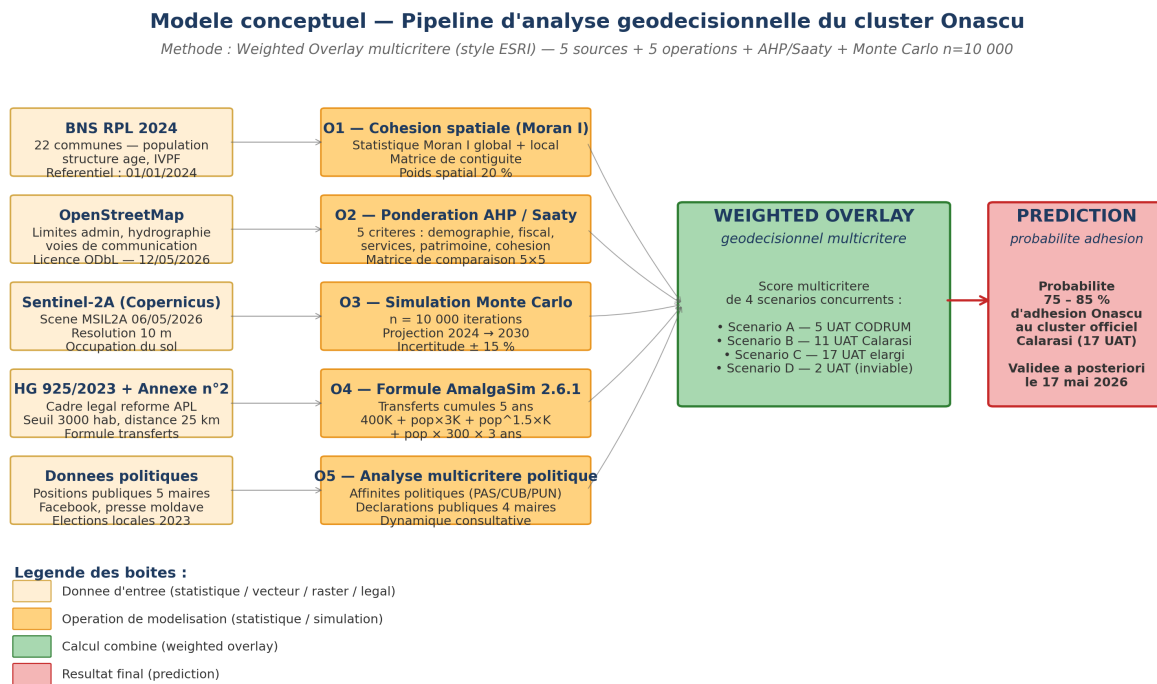 Modele conceptuel — Pipeline d'analyse geodecisionnelle du cluster Onascu
Methode : Weighted Overlay multicritere (style ESRI) — 5 sources + 5 operations + AHP/Saaty + Monte Carlo n=10 000
BNS RPL 2024
22 communes — population
structure age, IVPF
Referentiel : 01/01/2024
O1 — Cohesion spatiale (Moran I)
Statistique Moran I global + local
Matrice de contiguite
Poids spatial 20 %
OpenStreetMap
Limites admin, hydrographie
voies de communication
Licence ODbL — 12/05/2026
O2 — Ponderation AHP / Saaty
5 criteres : demographie, fiscal,
services, patrimoine, cohesion
Matrice de comparaison 5×5
Sentinel-2A (Copernicus)
Scene MSIL2A 06/05/2026
Resolution 10 m
Occupation du sol
O3 — Simulation Monte Carlo
n = 10 000 iterations
Projection 2024 → 2030
Incertitude ± 15 %
HG 925/2023 + Annexe n°2
Cadre legal reforme APL
Seuil 3000 hab, distance 25 km
Formule transferts
O4 — Formule AmalgaSim 2.6.1
Transferts cumules 5 ans
400K + pop×3K + pop^1.5×K
+ pop × 300 × 3 ans
Donnees politiques
Positions publiques 5 maires
Facebook, presse moldave
Elections locales 2023
O5 — Analyse multicritere politique
Affinites politiques (PAS/CUB/PUN)
Declarations publiques 4 maires
Dynamique consultative
WEIGHTED OVERLAY
geodecisionnel multicritere
Score multicritere
de 4 scenarios concurrents :
• Scenario A — 5 UAT CODRUM
• Scenario B — 11 UAT Calarasi
• Scenario C — 17 UAT elargi
• Scenario D — 2 UAT (inviable)
PREDICTION
probabilite adhesion
Probabilite
75 – 85 %
d'adhesion Onascu
au cluster officiel
Calarasi (17 UAT)
Validee a posteriori
le 17 mai 2026
Legende des boites :
Donnee d'entree (statistique / vecteur / raster / legal)
Operation de modelisation (statistique / simulation)
Calcul combine (weighted overlay)
Resultat final (prediction)